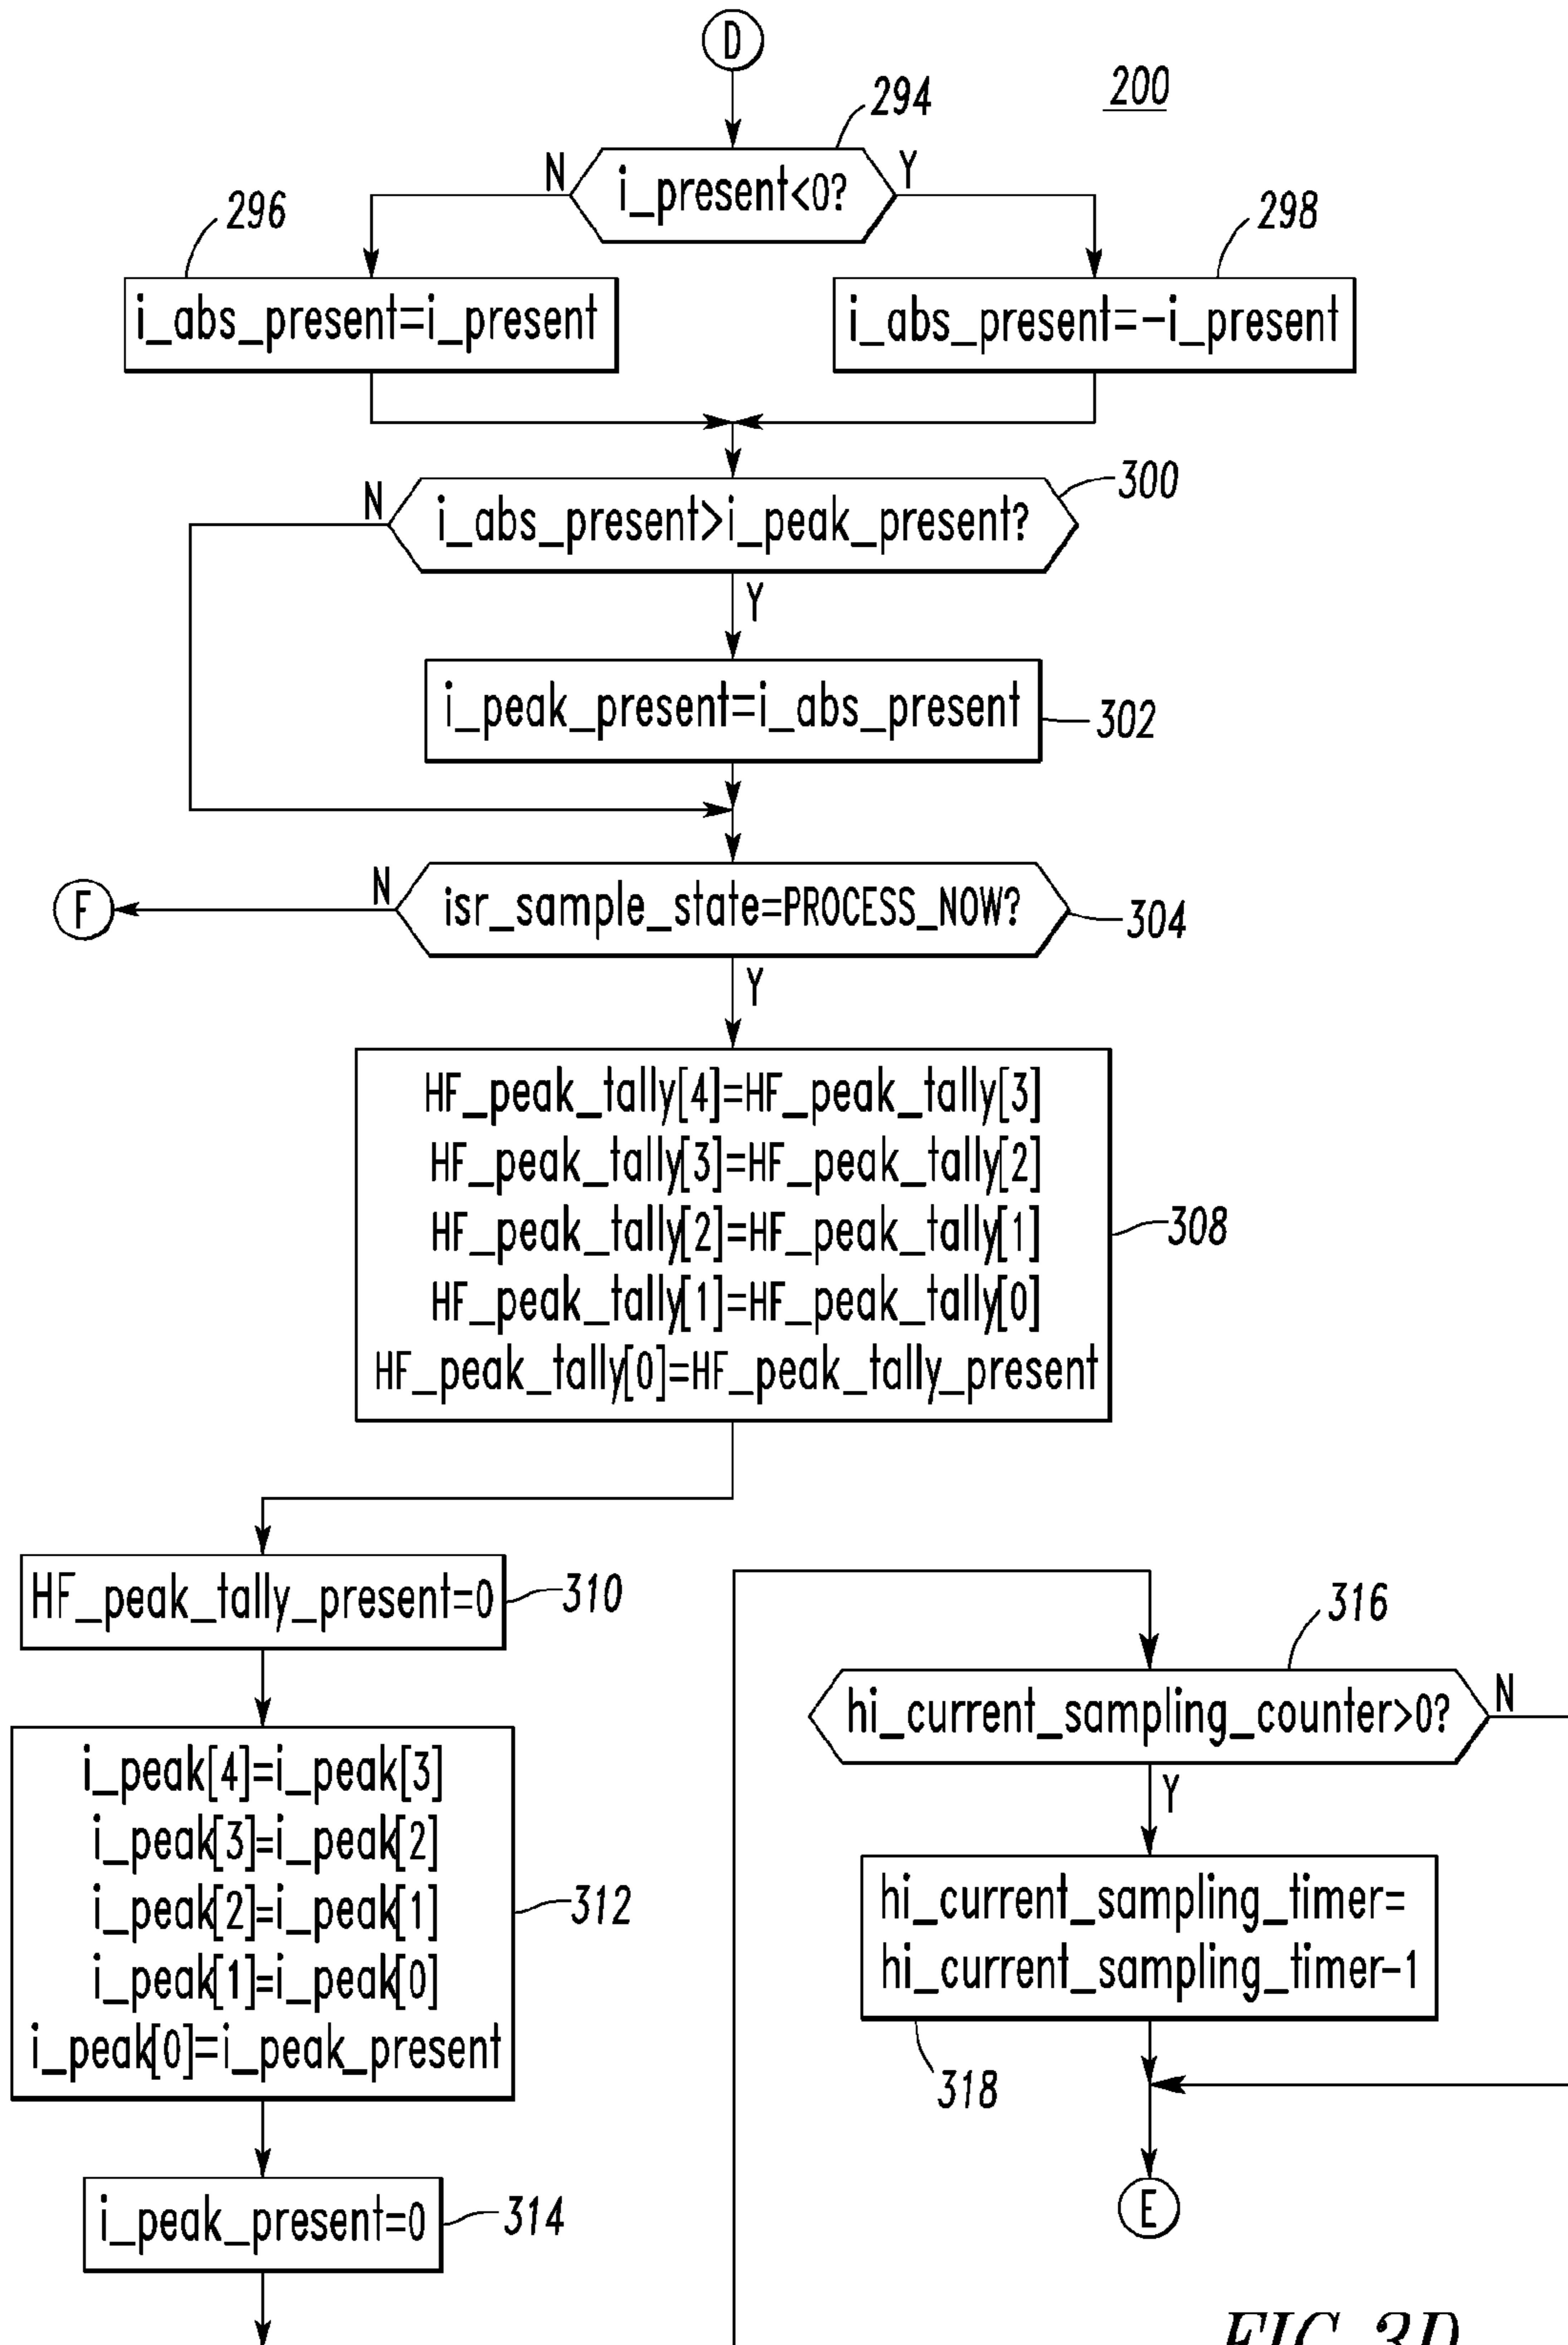 D
200
294
N
i_present<0?
Y
296
298
i_abs_present=i_present
i_abs_present=-i_present
300
N
i_abs_present>i_peak_present?
Y
i_peak_present=i_abs_present
302
F
N
isr_sample_state=PROCESS_NOW?
304
Y
HF_peak_tally[4]=HF_peak_tally[3]
HF_peak_tally[3]=HF_peak_tally[2]
HF_peak_tally[2]=HF_peak_tally[1]
HF_peak_tally[1]=HF_peak_tally[0]
HF_peak_tally[0]=HF_peak_tally_present
308
HF_peak_tally_present=0
310
i_peak[4]=i_peak[3]
i_peak[3]=i_peak[2]
i_peak[2]=i_peak[1]
i_peak[1]=i_peak[0]
i_peak[0]=i_peak_present
312
i_peak_present=0
314
316
hi_current_sampling_counter>0?
N
Y
hi_current_sampling_timer=
hi_current_sampling_timer-1
318
E
FIG. 3D